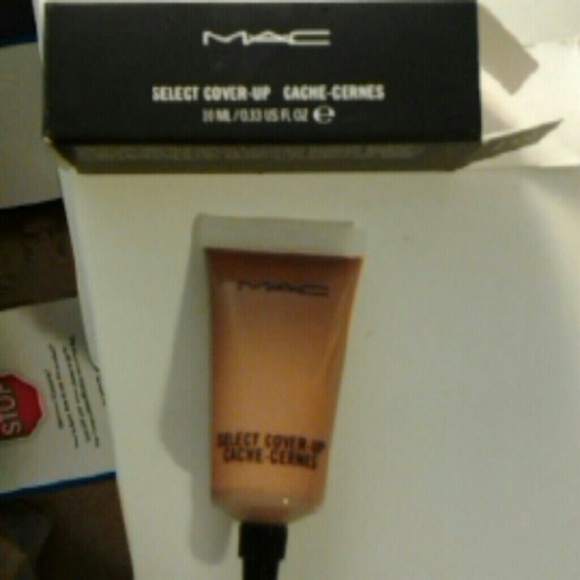 MAC
SELECT COVER-UP CACHE-CERNES
10 ML / 0.33 US FL OZ e
MAC
SELECT COVER-UP
CACHE-CERNES
STOP